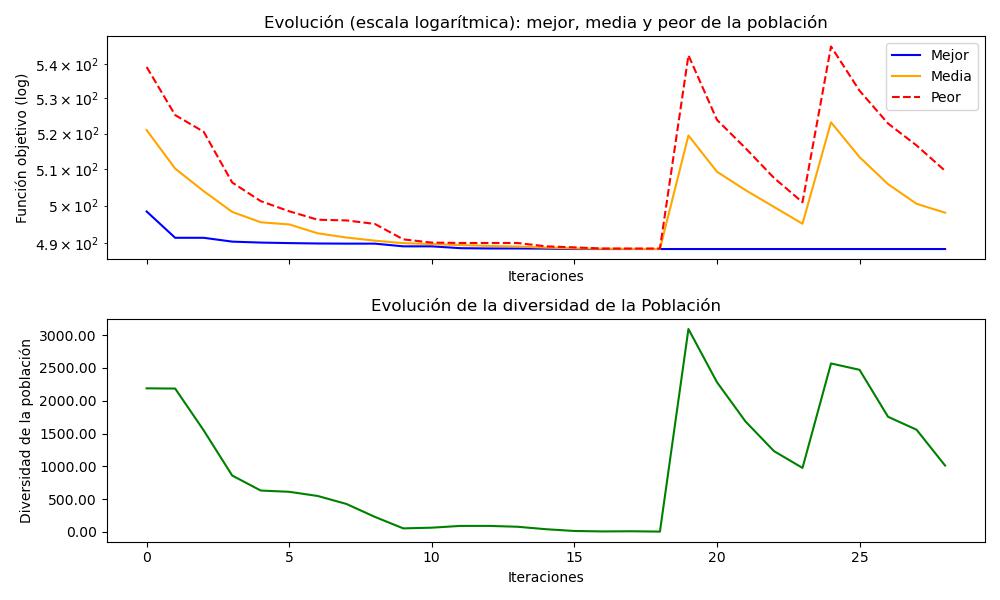 Evolución (escala logarítmica): mejor, media y peor de la población
Función objetivo (log)
5.4 × 10²
5.3 × 10²
5.2 × 10²
5.1 × 10²
5 × 10²
4.9 × 10²
Mejor
Media
Peor
Iteraciones
Evolución de la diversidad de la Población
Diversidad de la población
3000.00
2500.00
2000.00
1500.00
1000.00
500.00
0.00
0 5 10 15 20 25
Iteraciones